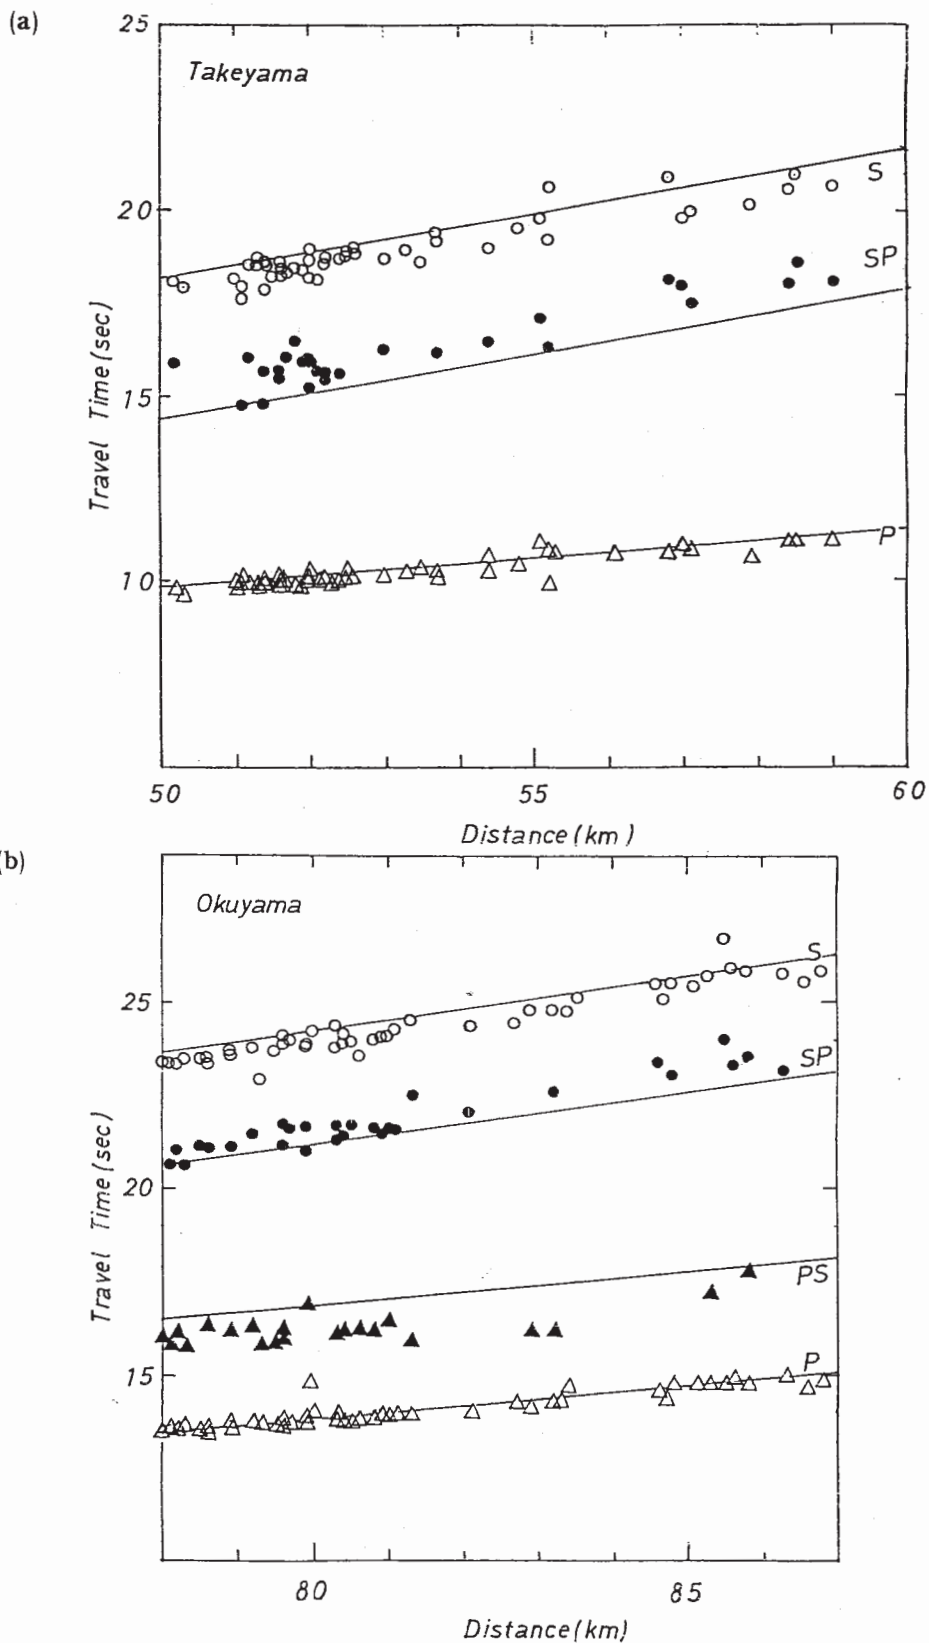 (a)
25
Takeyama
S
20
SP
15
P
10
Travel Time (sec)
50 55 60
Distance (km)
(b)
Okuyama
S
25
SP
20
PS
P
15
Travel Time (sec)
80 85
Distance (km)